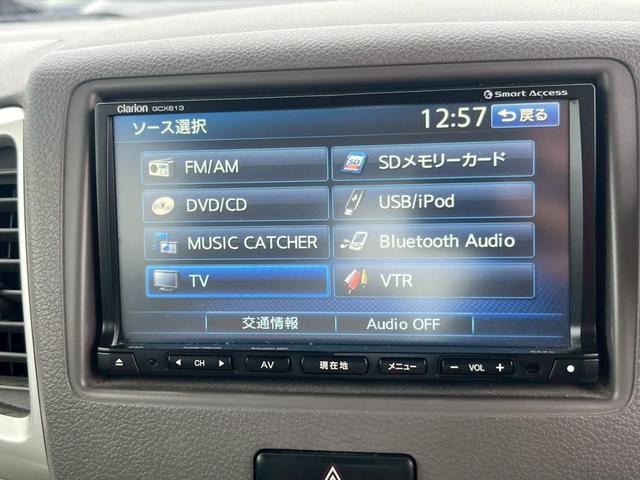 clarion GCX613
Smart Access
ソース選択
12:57
戻る
FM/AM
SDメモリーカード
DVD/CD
USB/iPod
MUSIC CATCHER
Bluetooth Audio
TV
VTR
交通情報
Audio OFF
CH
AV
現在地
メニュー
− VOL +